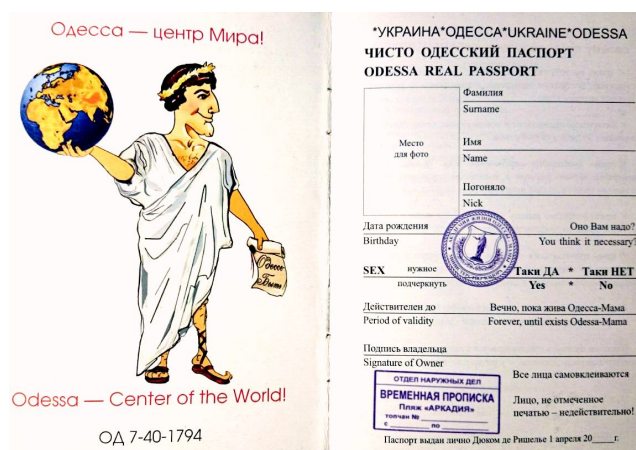 Одесса — центр Мира!
Одесса
Быть
Odessa — Center of the World!
ОД 7-40-1794
*УКРАИНА*ОДЕССА*UKRAINE*ODESSA
ЧИСТО ОДЕССКИЙ ПАСПОРТ
ODESSA REAL PASSPORT
Место
для фото
Фамилия
Surname
Имя
Name
Погоняло
Nick
Дата рождения Оно Вам надо?
Birthday You think it necessary?
SEX нужное Таки ДА * Таки НЕТ
подчеркнуть Yes * No
Действителен до Вечно, пока жива Одесса-Мама
Period of validity Forever, until exists Odessa-Mama
Подпись владельца
Signature of Owner
ОТДЕЛ НАРУЖНЫХ ДЕЛ
ВРЕМЕННАЯ ПРОПИСКА
Пляж «АРКАДИЯ»
топчан №
с по
Все лица самовклеиваются
Лицо, не отмеченное
печатью – недействительно!
Паспорт выдан лично Дюком де Ришелье 1 апреля 20____г.